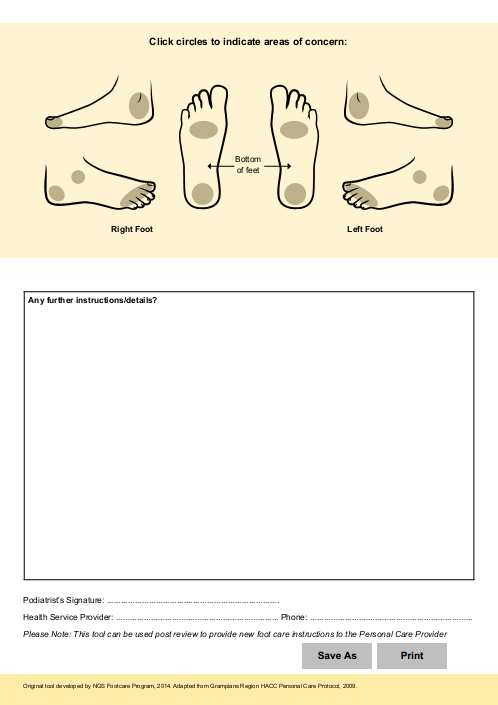 Click circles to indicate areas of concern:
Bottom
of feet
Right Foot
Left Foot
Any further instructions/details?
Podiatrist's Signature: ..........................................................................
Health Service Provider: ...................................................................... Phone: ......................................................................
Please Note: This tool can be used post review to provide new foot care instructions to the Personal Care Provider
Save As
Print
Original tool developed by NGS Footcare Program, 2014. Adapted from Grampians Region HACC Personal Care Protocol, 2009.